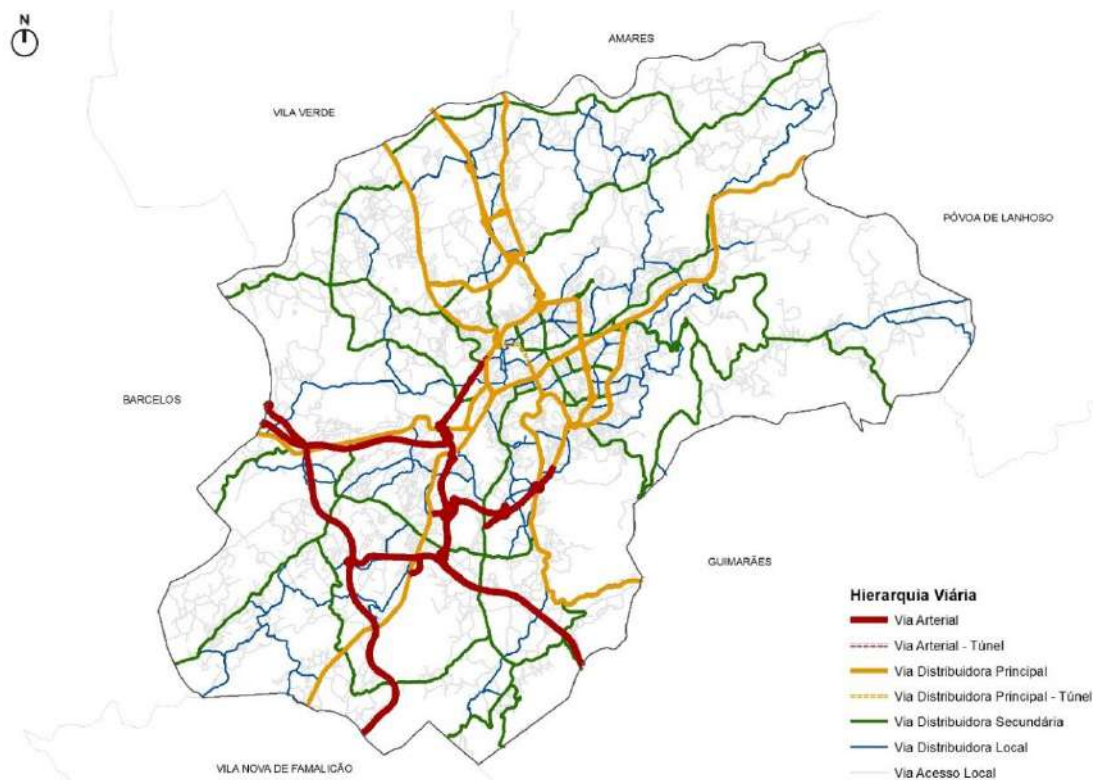 N
AMARES
VILA VERDE
PÓVOA DE LANHOSO
BARCELOS
GUIMARÃES
VILA NOVA DE FAMALICÃO
Hierarquia Viária
Via Arterial
Via Arterial - Túnel
Via Distribuidora Principal
Via Distribuidora Principal - Túnel
Via Distribuidora Secundária
Via Distribuidora Local
Via Acesso Local